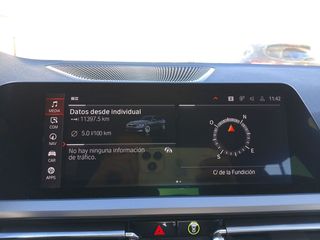 11:42
MEDIA
COM
NAV
CAR
APPS
Datos desde individual
11397.5 km
Ø 5.0 l/100 km
No hay ninguna información
de tráfico.
N
O
E
S
C/ de la Fundición